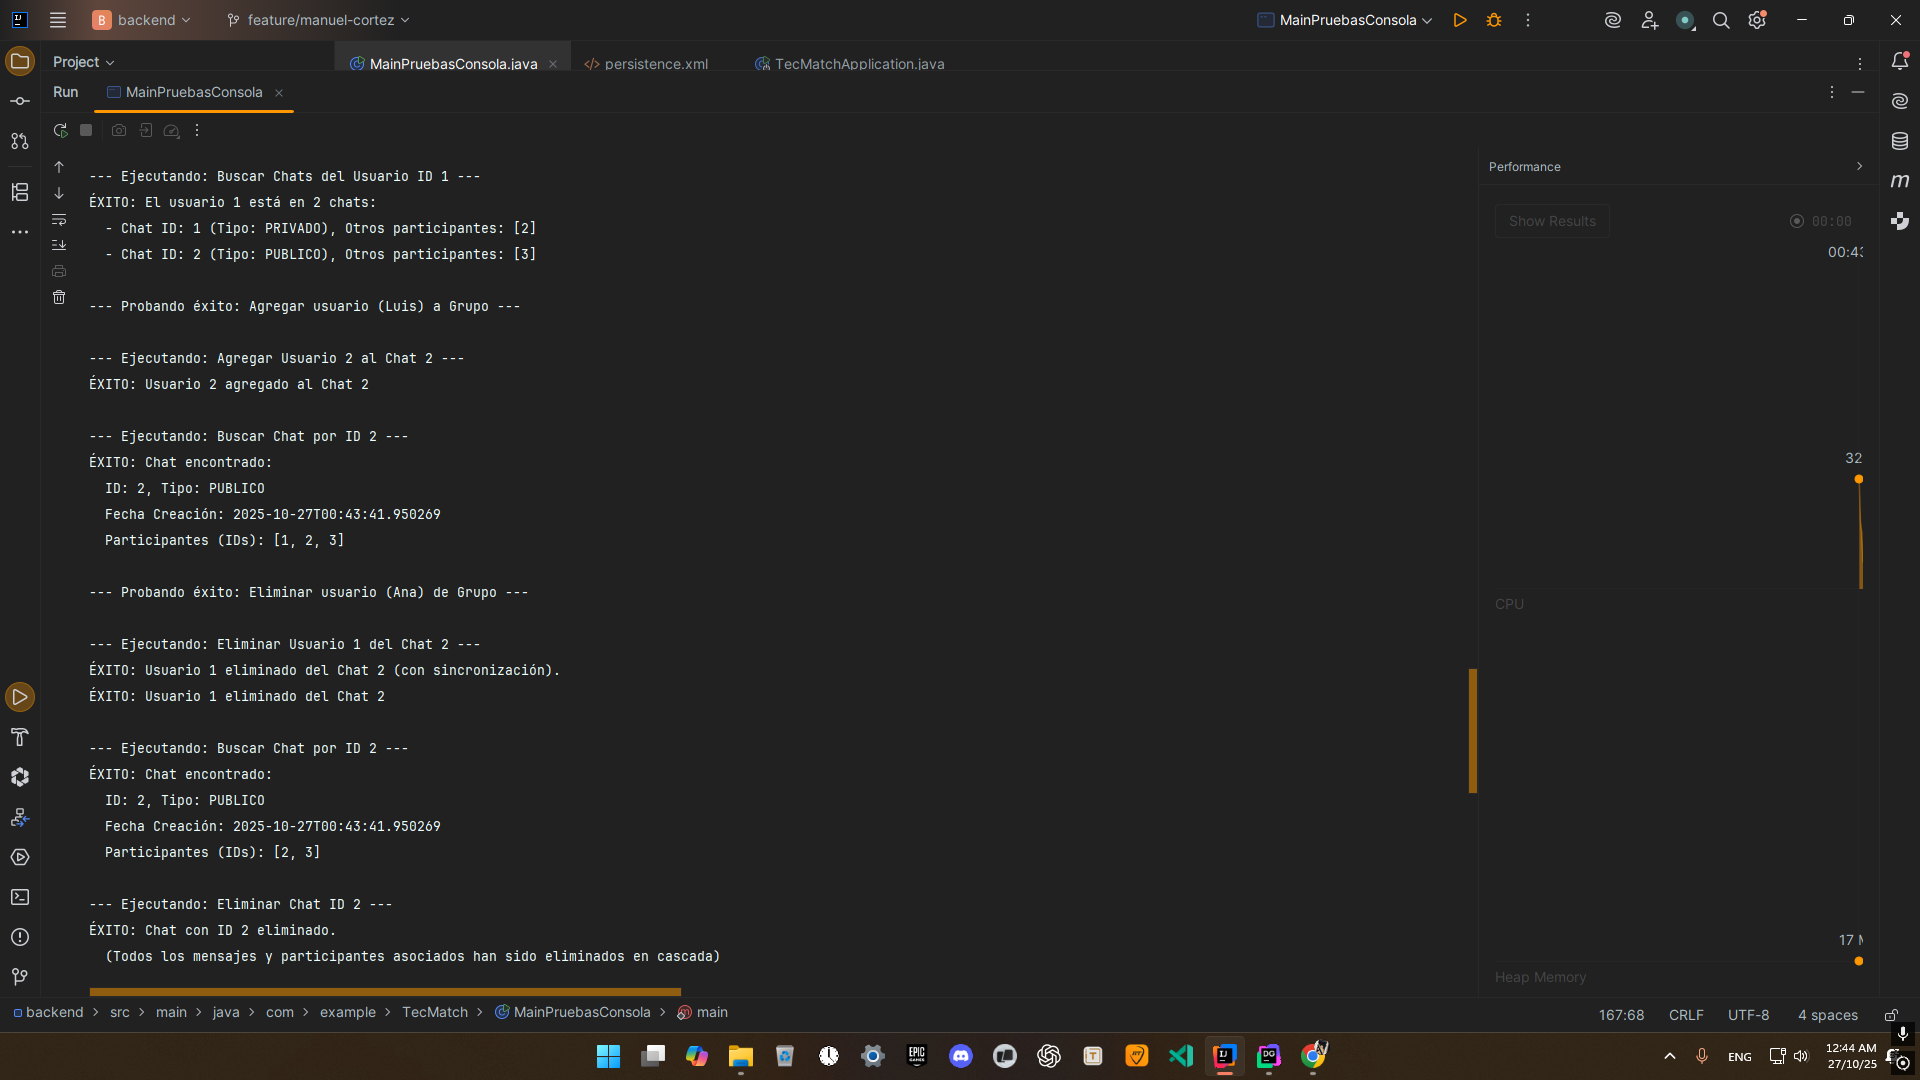 B backend feature/manuel-cortez MainPruebasConsola
Project MainPruebasConsola.java persistence.xml TecMatchApplication.java
Run MainPruebasConsola
--- Ejecutando: Buscar Chats del Usuario ID 1 ---
ÉXITO: El usuario 1 está en 2 chats:
- Chat ID: 1 (Tipo: PRIVADO), Otros participantes: [2]
- Chat ID: 2 (Tipo: PUBLICO), Otros participantes: [3]
--- Probando éxito: Agregar usuario (Luis) a Grupo ---
--- Ejecutando: Agregar Usuario 2 al Chat 2 ---
ÉXITO: Usuario 2 agregado al Chat 2
--- Ejecutando: Buscar Chat por ID 2 ---
ÉXITO: Chat encontrado:
ID: 2, Tipo: PUBLICO
Fecha Creación: 2025-10-27T00:43:41.950269
Participantes (IDs): [1, 2, 3]
--- Probando éxito: Eliminar usuario (Ana) de Grupo ---
--- Ejecutando: Eliminar Usuario 1 del Chat 2 ---
ÉXITO: Usuario 1 eliminado del Chat 2 (con sincronización).
ÉXITO: Usuario 1 eliminado del Chat 2
--- Ejecutando: Buscar Chat por ID 2 ---
ÉXITO: Chat encontrado:
ID: 2, Tipo: PUBLICO
Fecha Creación: 2025-10-27T00:43:41.950269
Participantes (IDs): [2, 3]
--- Ejecutando: Eliminar Chat ID 2 ---
ÉXITO: Chat con ID 2 eliminado.
(Todos los mensajes y participantes asociados han sido eliminados en cascada)
Performance
Show Results 00:00
00:43
32
CPU
17 M
Heap Memory
backend > src > main > java > com > example > TecMatch > MainPruebasConsola > main
167:68 CRLF UTF-8 4 spaces
ENG
12:44 AM
27/10/25